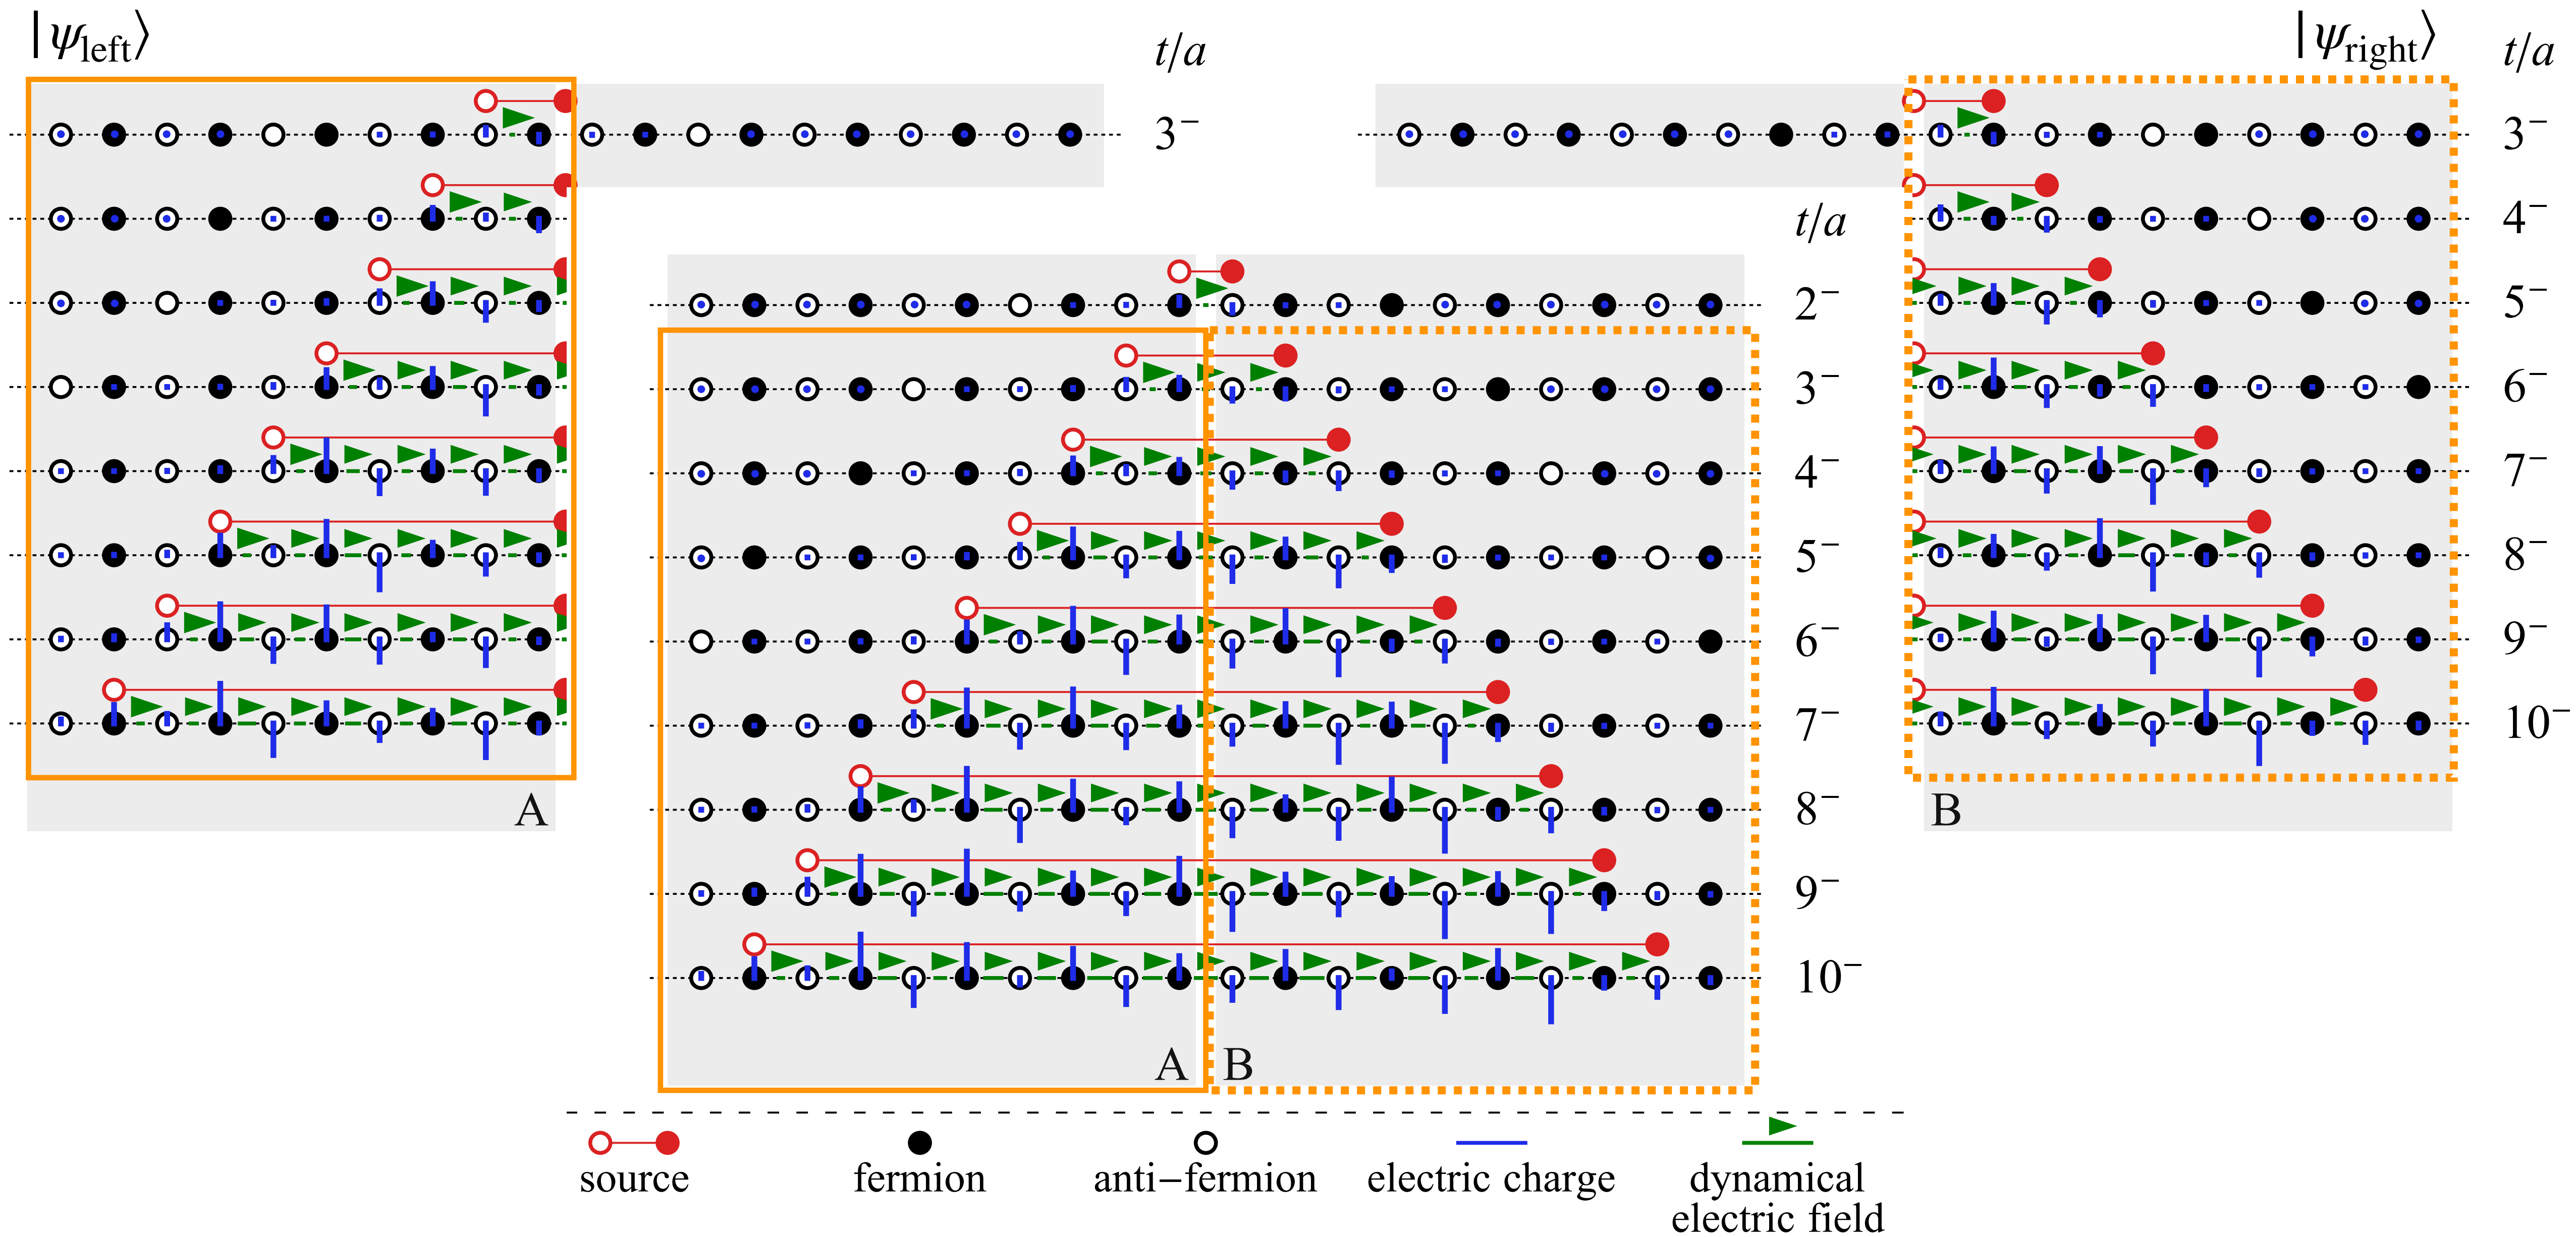 |ψleft⟩
t/a
|ψright⟩
t/a
3⁻
3⁻
4⁻
t/a
2⁻
5⁻
3⁻
6⁻
4⁻
7⁻
5⁻
8⁻
6⁻
9⁻
7⁻
10⁻
A
8⁻
B
9⁻
10⁻
A
B
source
fermion
anti−fermion
electric charge
dynamical
electric field